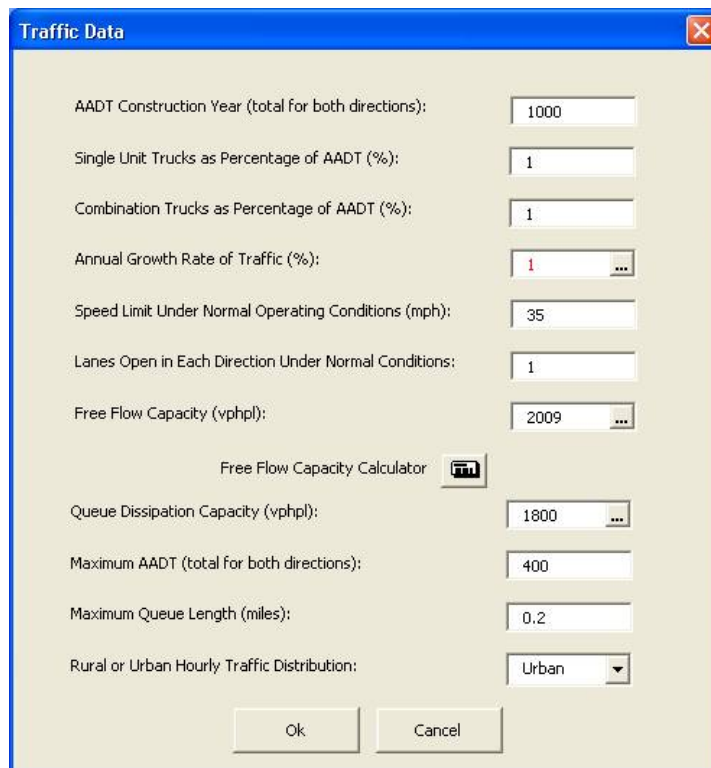 Traffic Data
AADT Construction Year (total for both directions): 1000
Single Unit Trucks as Percentage of AADT (%): 1
Combination Trucks as Percentage of AADT (%): 1
Annual Growth Rate of Traffic (%): 1 ...
Speed Limit Under Normal Operating Conditions (mph): 35
Lanes Open in Each Direction Under Normal Conditions: 1
Free Flow Capacity (vphpl): 2009 ...
Free Flow Capacity Calculator
Queue Dissipation Capacity (vphpl): 1800 ...
Maximum AADT (total for both directions): 400
Maximum Queue Length (miles): 0.2
Rural or Urban Hourly Traffic Distribution: Urban
Ok Cancel